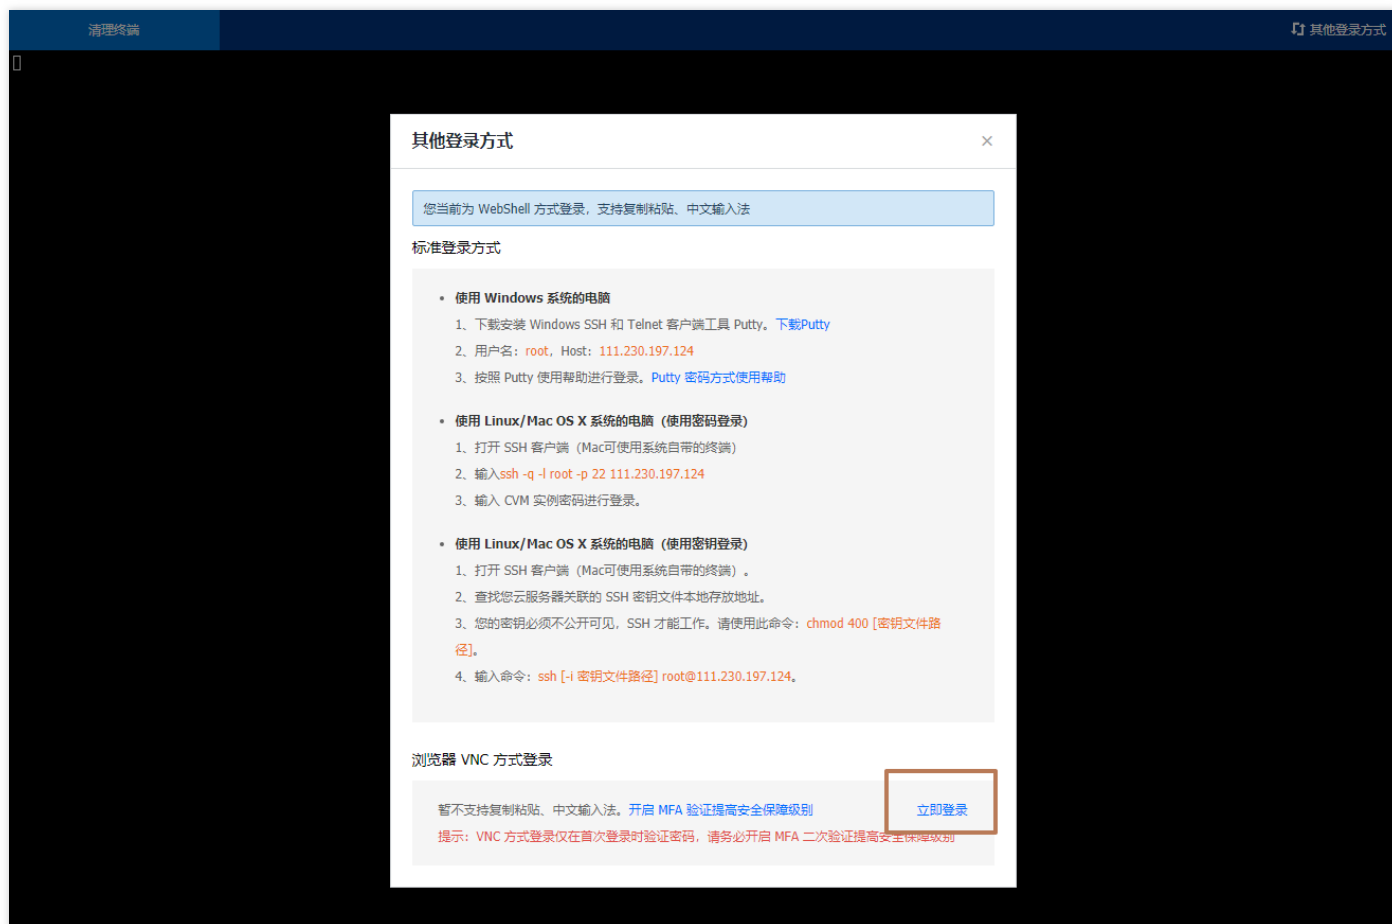 清理终端
其他登录方式
其他登录方式
×
您当前为 WebShell 方式登录，支持复制粘贴、中文输入法
标准登录方式
• 使用 Windows 系统的电脑
1、下载安装 Windows SSH 和 Telnet 客户端工具 Putty。下载Putty
2、用户名：root，Host：111.230.197.124
3、按照 Putty 使用帮助进行登录。Putty 密码方式使用帮助
• 使用 Linux/Mac OS X 系统的电脑（使用密码登录）
1、打开 SSH 客户端（Mac可使用系统自带的终端）
2、输入ssh -q -l root -p 22 111.230.197.124
3、输入 CVM 实例密码进行登录。
• 使用 Linux/Mac OS X 系统的电脑（使用密钥登录）
1、打开 SSH 客户端（Mac可使用系统自带的终端）。
2、查找您云服务器关联的 SSH 密钥文件本地存放地址。
3、您的密钥必须不公开可见，SSH 才能工作。请使用此命令：chmod 400 [密钥文件路
径]。
4、输入命令：ssh [-i 密钥文件路径] root@111.230.197.124。
浏览器 VNC 方式登录
暂不支持复制粘贴、中文输入法。开启 MFA 验证提高安全保障级别
立即登录
提示：VNC 方式登录仅在首次登录时验证密码，请务必开启 MFA 二次验证提高安全保障级别